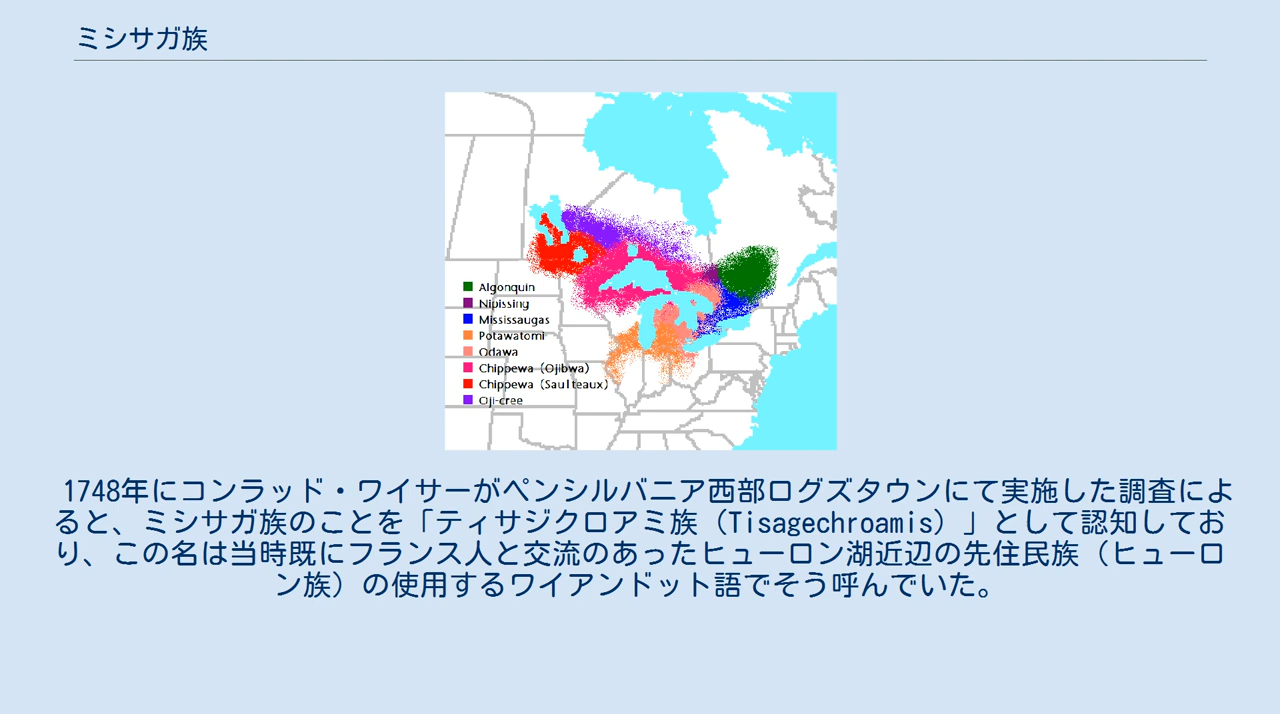 ミシサガ族
Algonquin
Nipissing
Mississaugas
Potawatomi
Odawa
Chippewa (Ojibwa)
Chippewa (Saulteaux)
Oji-cree
1748年にコンラッド・ワイサーがペンシルバニア西部ログズタウンにて実施した調査によ
ると、ミシサガ族のことを「ティサジクロアミ族（Tisagechroamis）」として認知してお
り、この名は当時既にフランス人と交流のあったヒューロン湖近辺の先住民族（ヒューロ
ン族）の使用するワイアンドット語でそう呼んでいた。